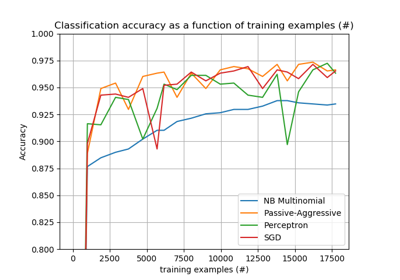 Classification accuracy as a function of training examples (#)
1.000
0.975
0.950
0.925
0.900
0.875
0.850
0.825
0.800
Accuracy
NB Multinomial
Passive-Aggressive
Perceptron
SGD
0 2500 5000 7500 10000 12500 15000 17500
training examples (#)